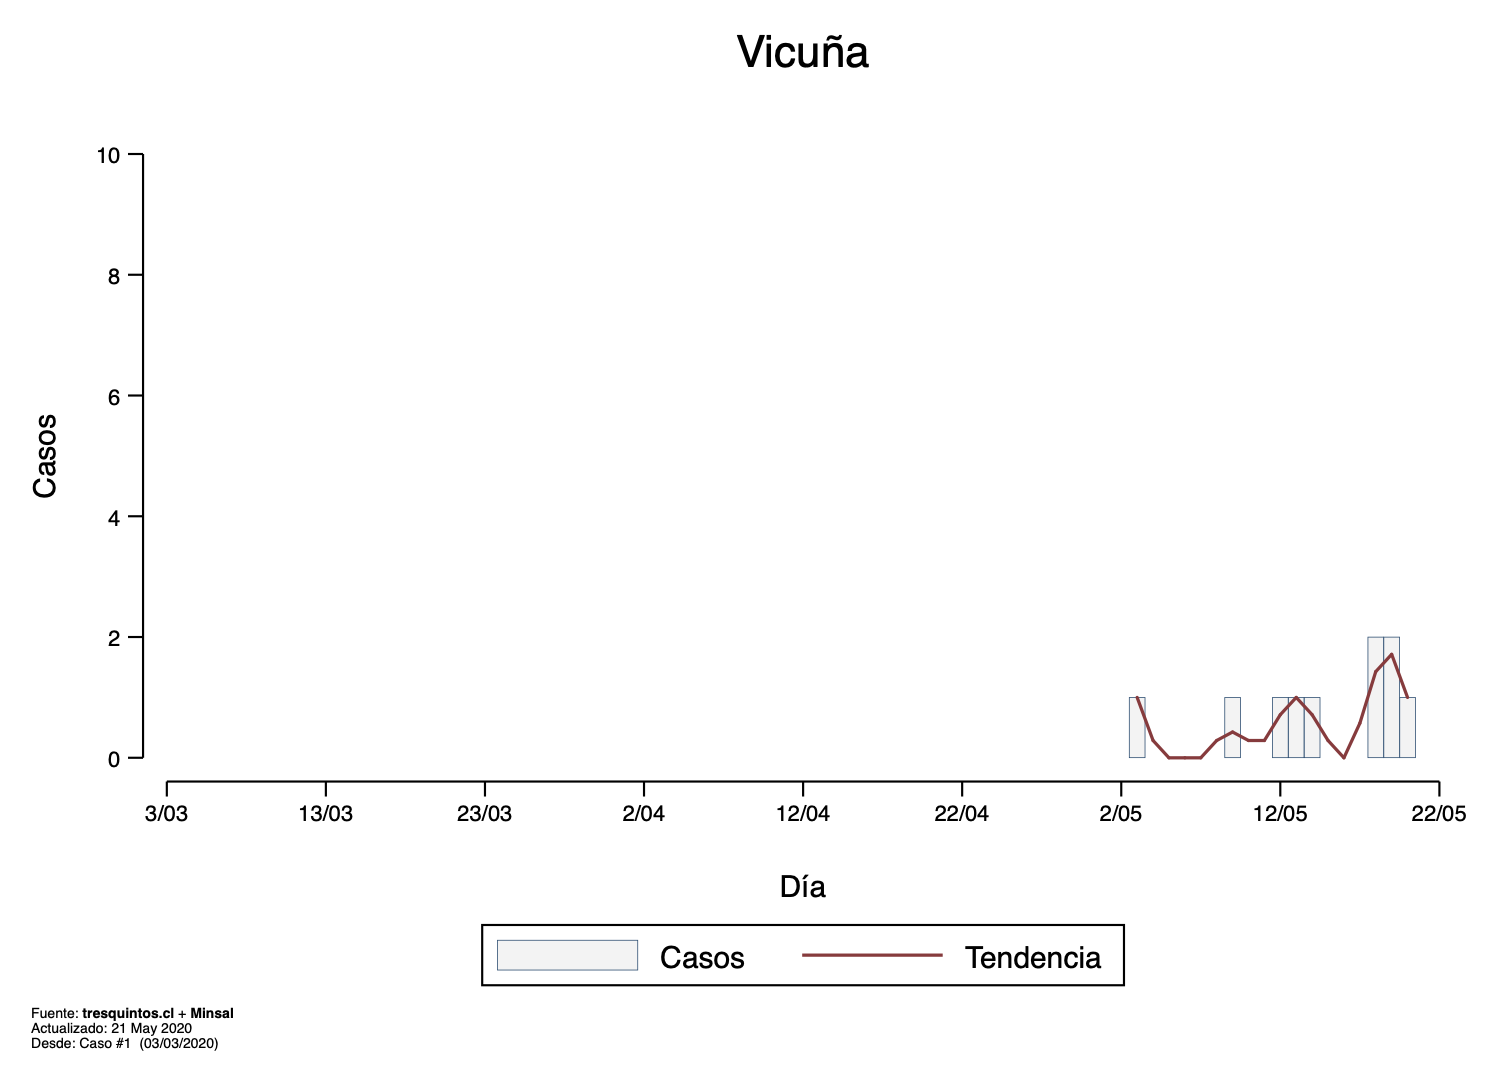 Vicuña
10
8
6
4
2
0
Casos
3/03 13/03 23/03 2/04 12/04 22/04 2/05 12/05 22/05
Día
Casos Tendencia
Fuente: tresquintos.cl + Minsal
Actualizado: 21 May 2020
Desde: Caso #1 (03/03/2020)